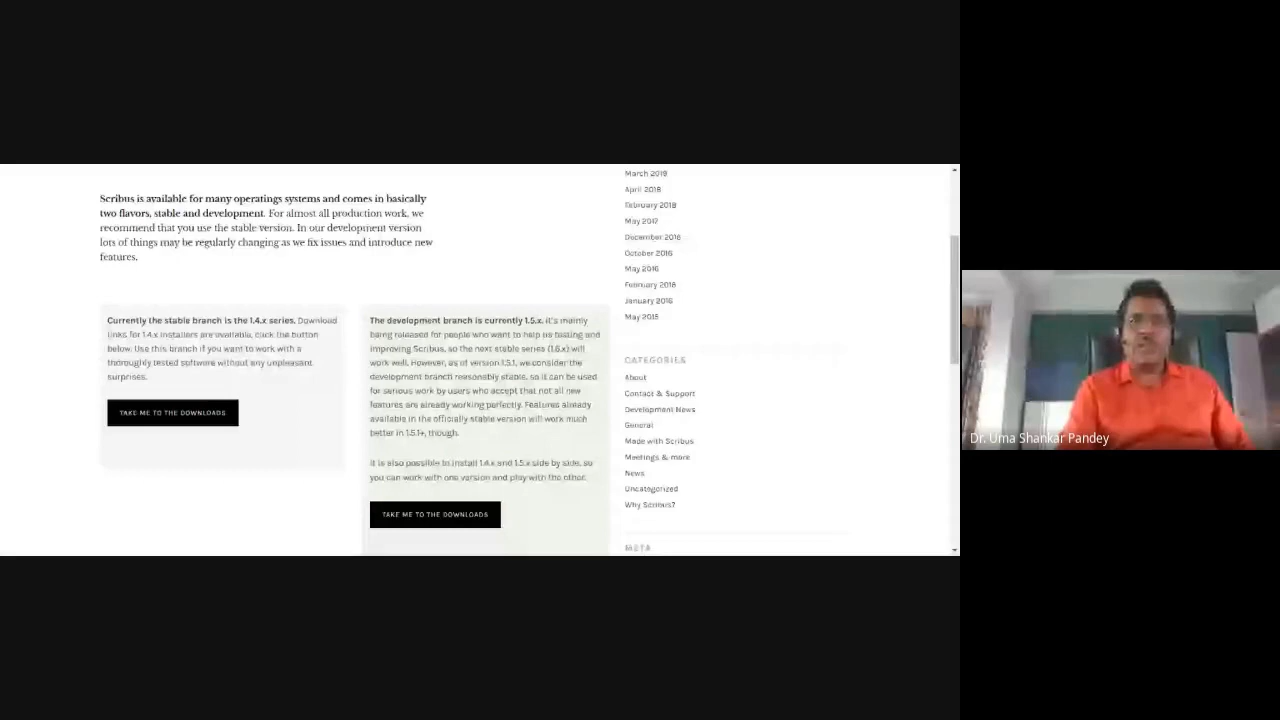 Scribus is available for many operatings systems and comes in basically
two flavors, stable and development. For almost all production work, we
recommend that you use the stable version. In our development version
lots of things may be regularly changing as we fix issues and introduce new
features.
Currently the stable branch is the 1.4.x series. Download
links for 1.4.x installers are available, click the button
below. Use this branch if you want to work with a
thoroughly tested software without any unpleasant
surprises.
TAKE ME TO THE DOWNLOADS
The development branch is currently 1.5.x. It's mainly
being released for people who want to help us testing and
improving Scribus, so the next stable series (1.6.x) will
work well. However, as of version 1.5.1, we consider the
development branch reasonably stable, so it can be used
for serious work by users who accept that not all new
features are already working perfectly. Features already
available in the officially stable version will work much
better in 1.5.1+, though.
It is also possible to install 1.4.x and 1.5.x side by side, so
you can work with one version and play with the other.
TAKE ME TO THE DOWNLOADS
March 2019
April 2018
February 2018
May 2017
December 2016
October 2016
May 2016
February 2016
January 2016
May 2015
CATEGORIES
About
Contact & Support
Development News
General
Made with Scribus
Meetings & more
News
Uncategorized
Why Scribus?
META
Dr. Uma Shankar Pandey